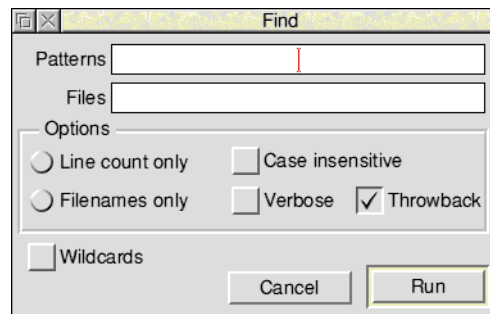 Find
Patterns
Files
Options
Line count only
Case insensitive
Filenames only
Verbose
Throwback
Wildcards
Cancel
Run